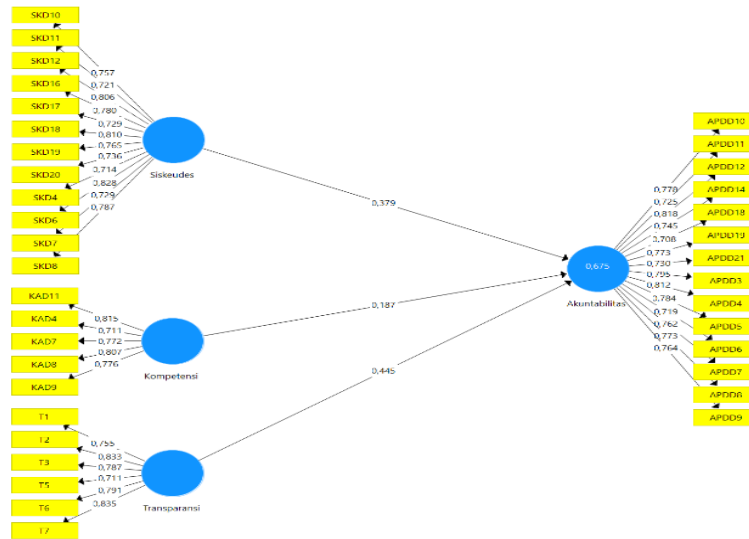 SKD10
SKD11
SKD12
SKD16
SKD17
SKD18
SKD19
SKD20
SKD4
SKD6
SKD7
SKD8
0,757
0,721
0,806
0,780
0,729
0,810
0,765
0,736
0,714
0,828
0,729
0,787
Siskeudes
0,379
KAD11
KAD4
KAD7
KAD8
KAD9
0,815
0,711
0,772
0,807
0,776
Kompetensi
0,187
T1
T2
T3
T5
T6
T7
0,755
0,833
0,787
0,711
0,791
0,835
Transparansi
0,445
0,675
Akuntabilitas
0,778
0,725
0,818
0,745
0,708
0,773
0,730
0,795
0,812
0,784
0,719
0,762
0,773
0,764
APDD10
APDD11
APDD12
APDD14
APDD18
APDD19
APDD21
APDD3
APDD4
APDD5
APDD6
APDD7
APDD8
APDD9